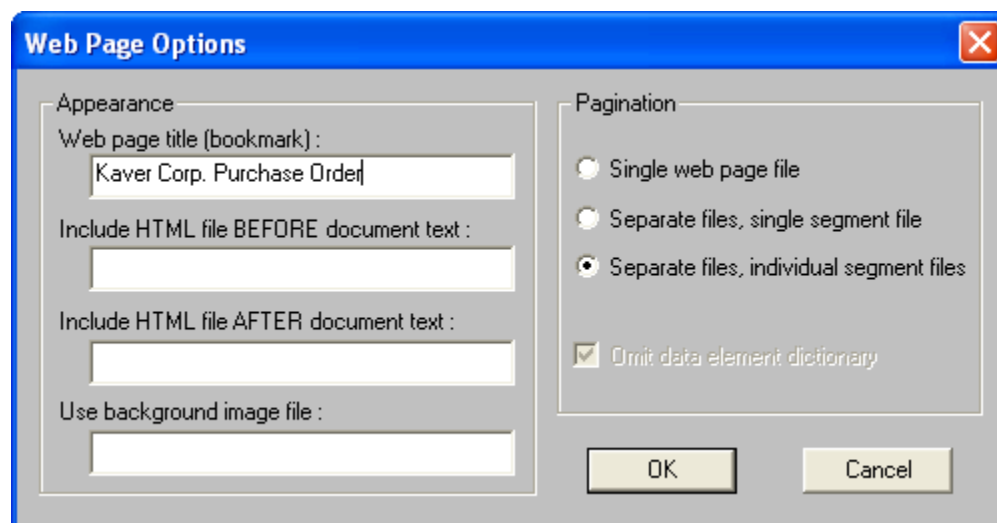 Web Page Options
Appearance
Web page title (bookmark) :
Kaver Corp. Purchase Order
Include HTML file BEFORE document text :
Include HTML file AFTER document text :
Use background image file :
Pagination
Single web page file
Separate files, single segment file
Separate files, individual segment files
Omit data element dictionary
OK
Cancel